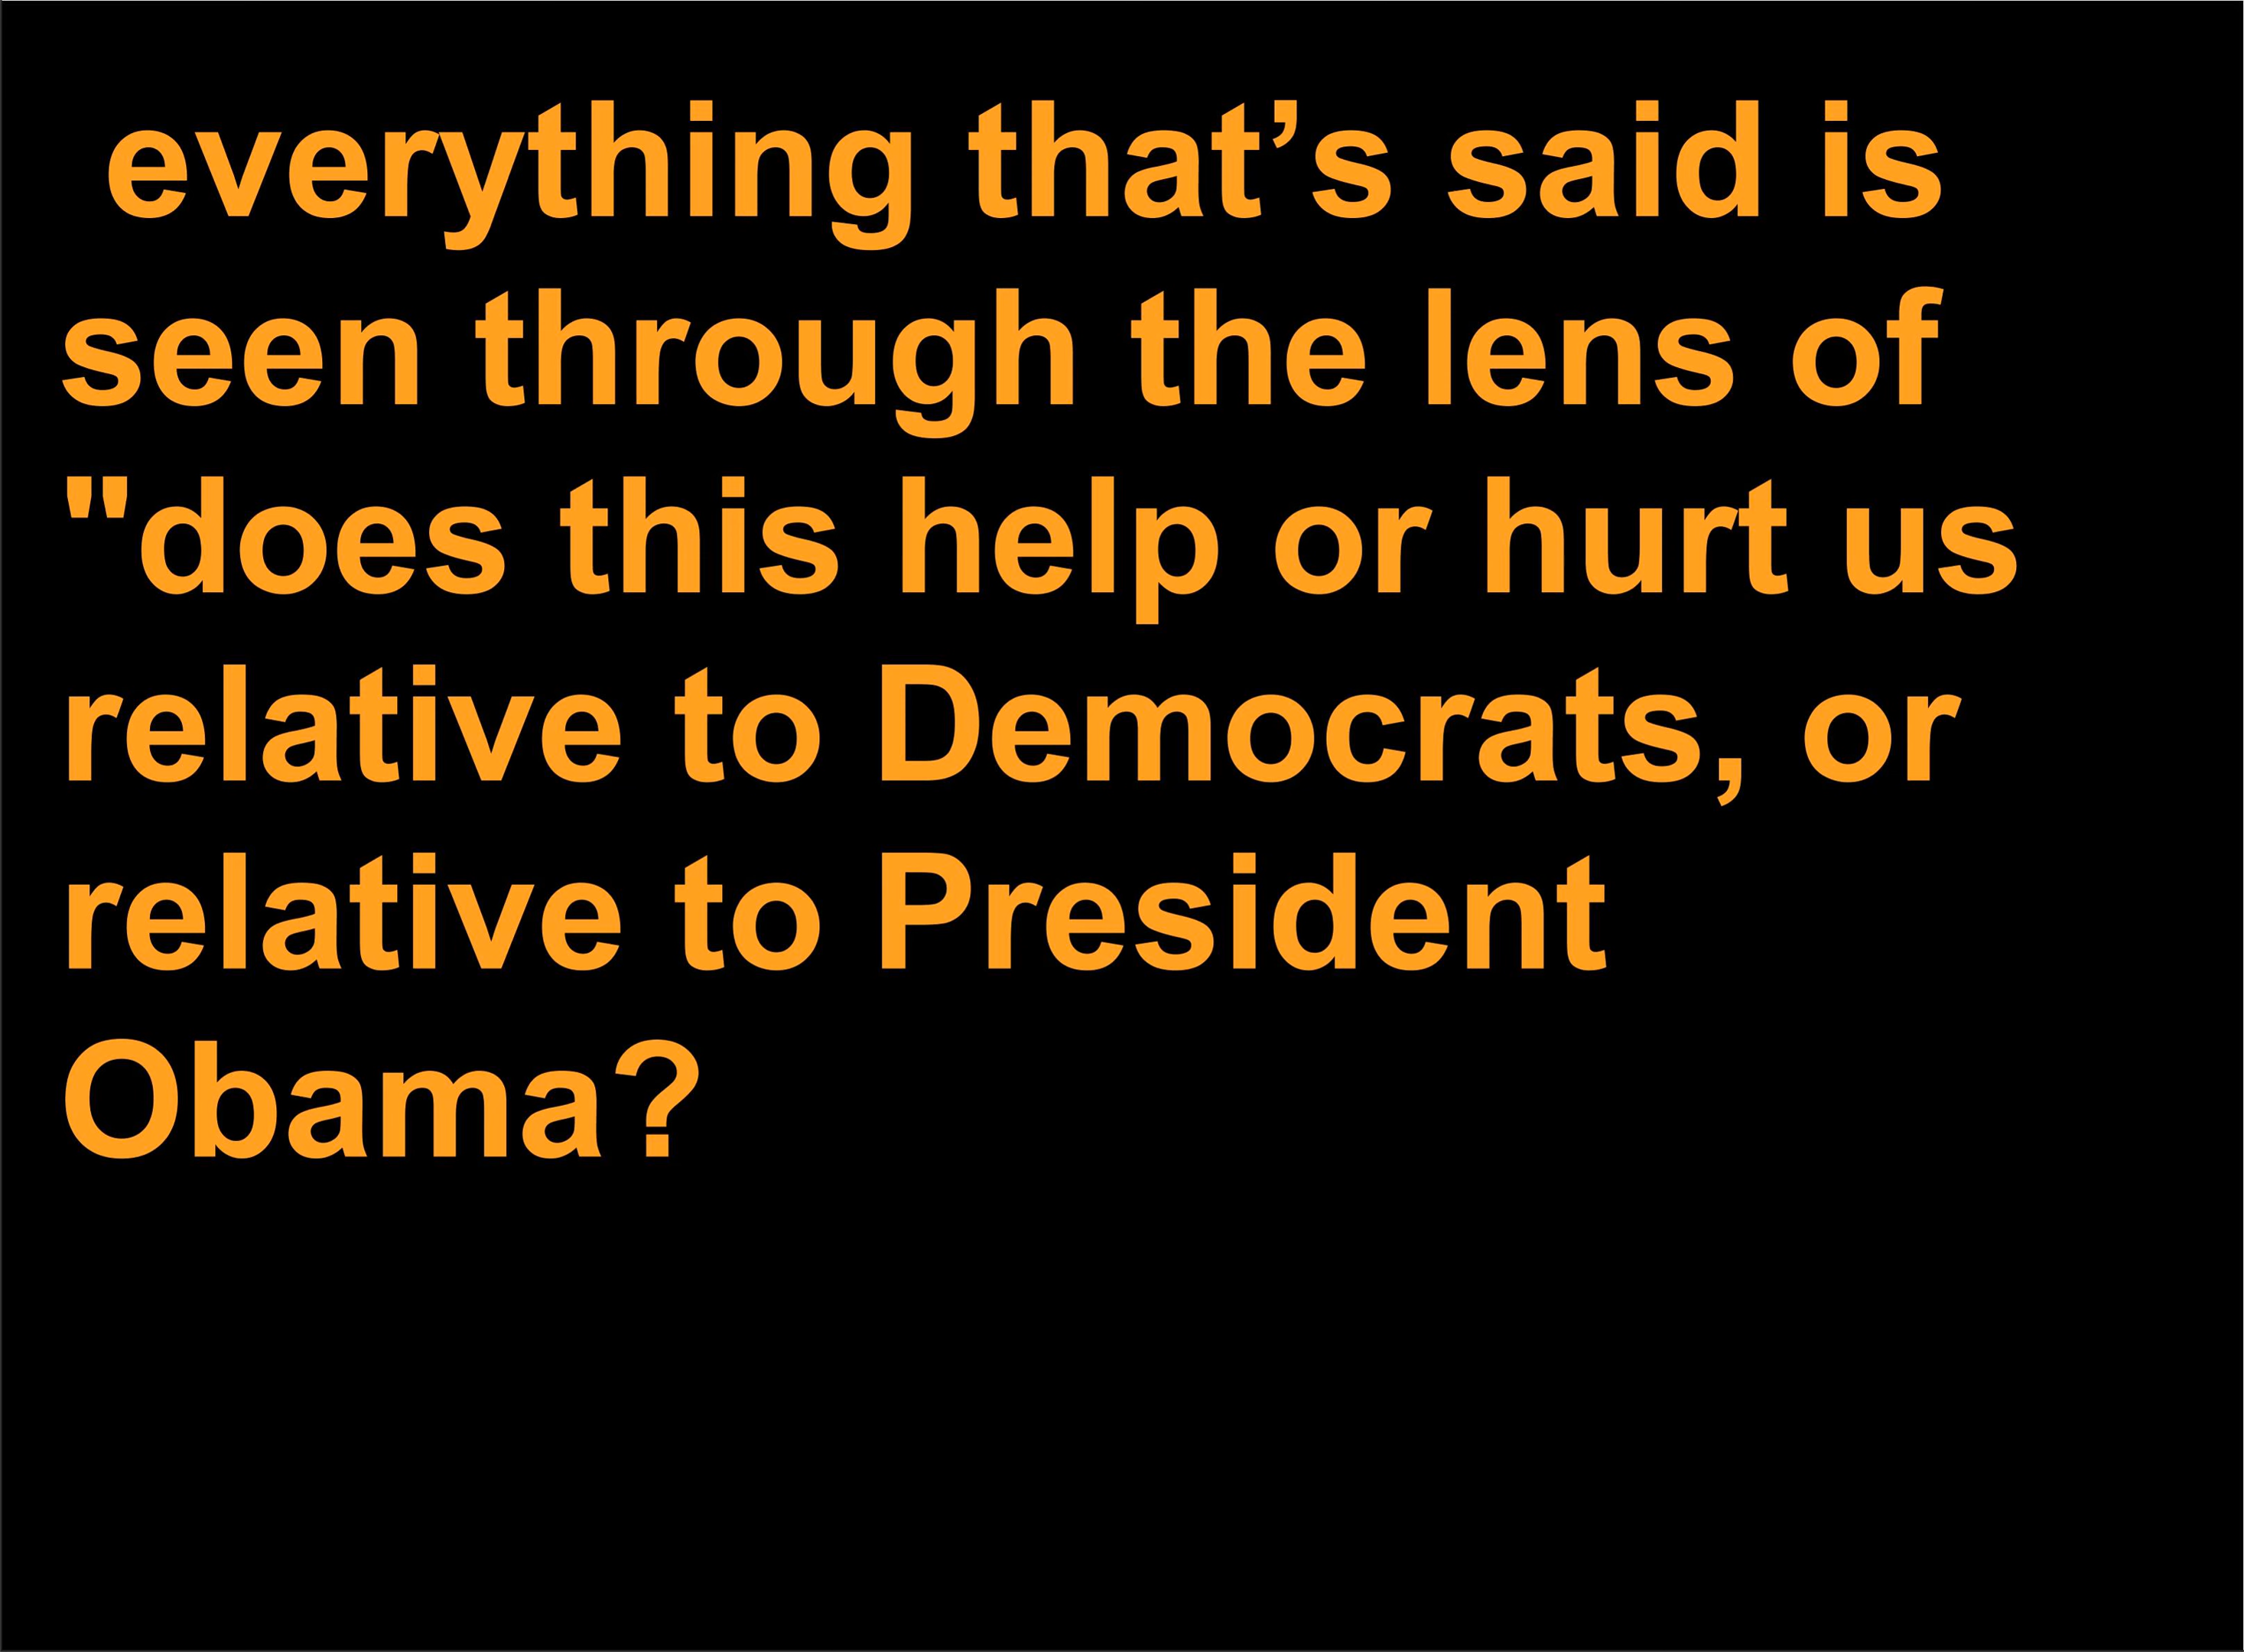 everything that’s said is
seen through the lens of
"does this help or hurt us
relative to Democrats, or
relative to President
Obama?